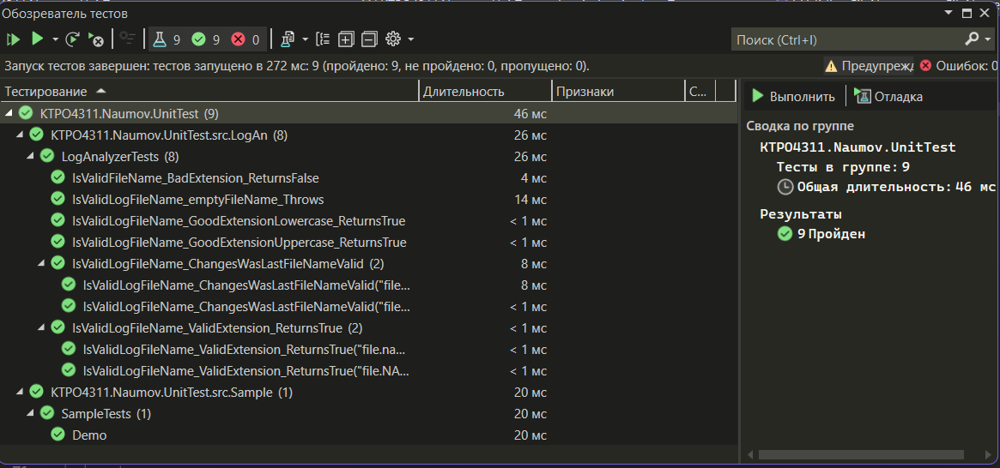 Обозреватель тестов
9 9 0
Поиск (Ctrl+I)
Запуск тестов завершен: тестов запущено в 272 мс: 9 (пройдено: 9, не пройдено: 0, пропущено: 0).
Предупрежд Ошибок: 0
Тестирование Длительность Признаки С...
KTPO4311.Naumov.UnitTest (9) 46 мс
KTPO4311.Naumov.UnitTest.src.LogAn (8) 26 мс
LogAnalyzerTests (8) 26 мс
IsValidFileName_BadExtension_ReturnsFalse 4 мс
IsValidLogFileName_emptyFileName_Throws 14 мс
IsValidLogFileName_GoodExtensionLowercase_ReturnsTrue < 1 мс
IsValidLogFileName_GoodExtensionUppercase_ReturnsTrue < 1 мс
IsValidLogFileName_ChangesWasLastFileNameValid (2) 8 мс
IsValidLogFileName_ChangesWasLastFileNameValid("file... 8 мс
IsValidLogFileName_ChangesWasLastFileNameValid("file... < 1 мс
IsValidLogFileName_ValidExtension_ReturnsTrue (2) < 1 мс
IsValidLogFileName_ValidExtension_ReturnsTrue("file.na... < 1 мс
IsValidLogFileName_ValidExtension_ReturnsTrue("file.NA... < 1 мс
KTPO4311.Naumov.UnitTest.src.Sample (1) 20 мс
SampleTests (1) 20 мс
Demo 20 мс
Выполнить Отладка
Сводка по группе
KTPO4311.Naumov.UnitTest
Тесты в группе: 9
Общая длительность: 46 мс
Результаты
9 Пройден